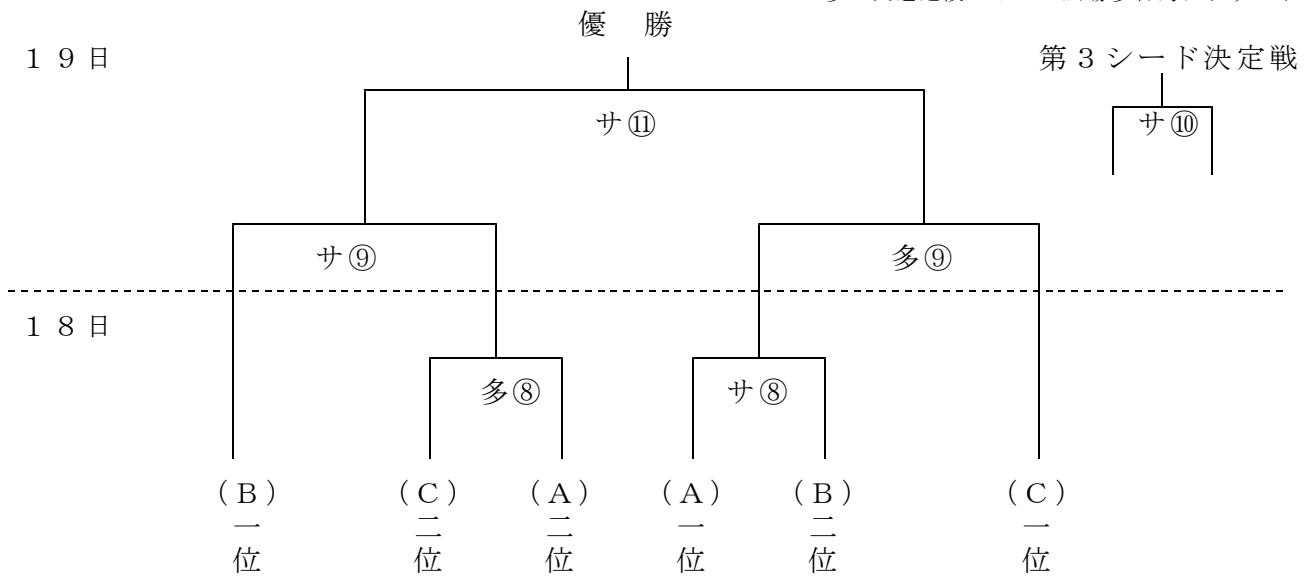 優　勝
１９日
第３シード決定戦
サ⑪
サ⑩
サ⑨
多⑨
１８日
多⑧
サ⑧
（Ｂ）一位
（Ｃ）二位
（Ａ）二位
（Ａ）一位
（Ｂ）二位
（Ｃ）一位